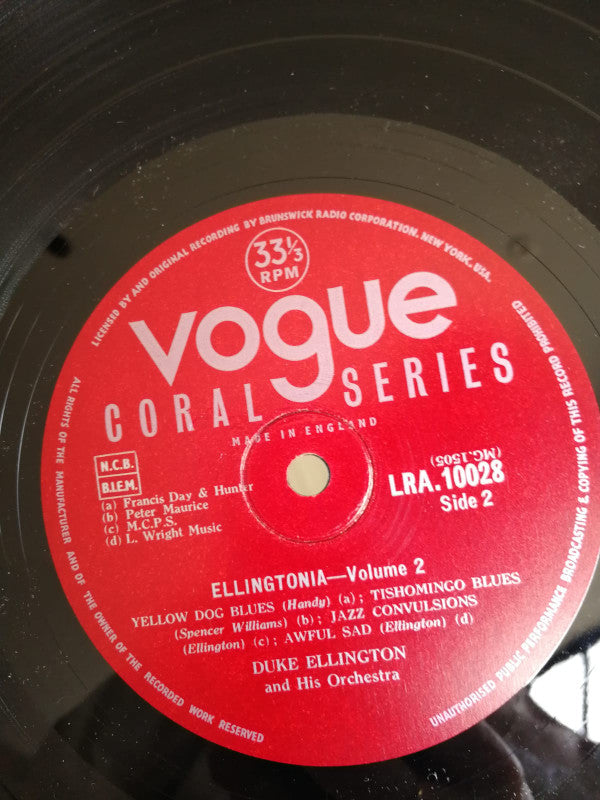 LICENSED BY AND ORIGINAL RECORDING BY BRUNSWICK RADIO CORPORATION, NEW YORK, USA.
33⅓
RPM
vogue
CORAL SERIES
MADE IN ENGLAND
N.C.B.
B.I.E.M.
(a) Francis Day & Hunter
(b) Peter Maurice
(c) M.C.P.S.
(d) L. Wright Music
(MG.1505)
LRA.10028
Side 2
ELLINGTONIA—Volume 2
YELLOW DOG BLUES (Handy) (a); TISHOMINGO BLUES
(Spencer Williams) (b); JAZZ CONVULSIONS
(Ellington) (c); AWFUL SAD (Ellington) (d)
DUKE ELLINGTON
and His Orchestra
ALL RIGHTS OF THE MANUFACTURER AND OF THE OWNER OF THE RECORDED WORK RESERVED
UNAUTHORISED PUBLIC PERFORMANCE BROADCASTING & COPYING OF THIS RECORD PROHIBITED